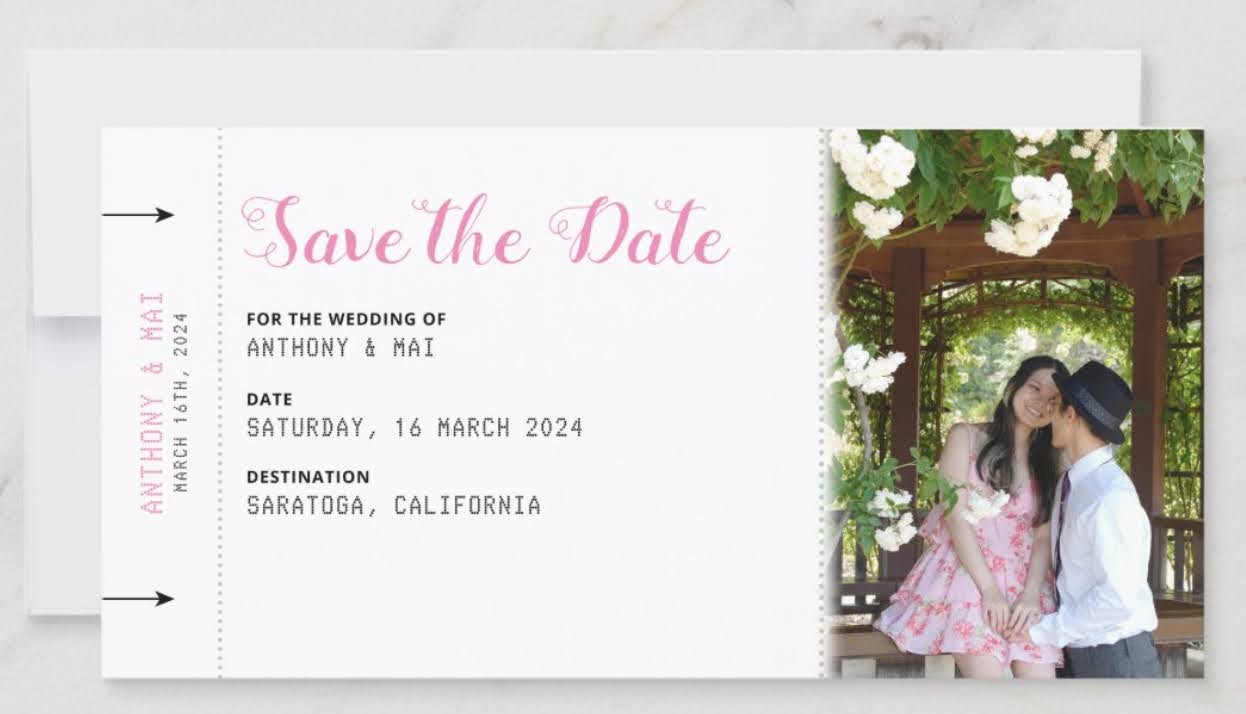 ANTHONY & MAI
MARCH 16TH, 2024
Save the Date
FOR THE WEDDING OF
ANTHONY & MAI
DATE
SATURDAY, 16 MARCH 2024
DESTINATION
SARATOGA, CALIFORNIA